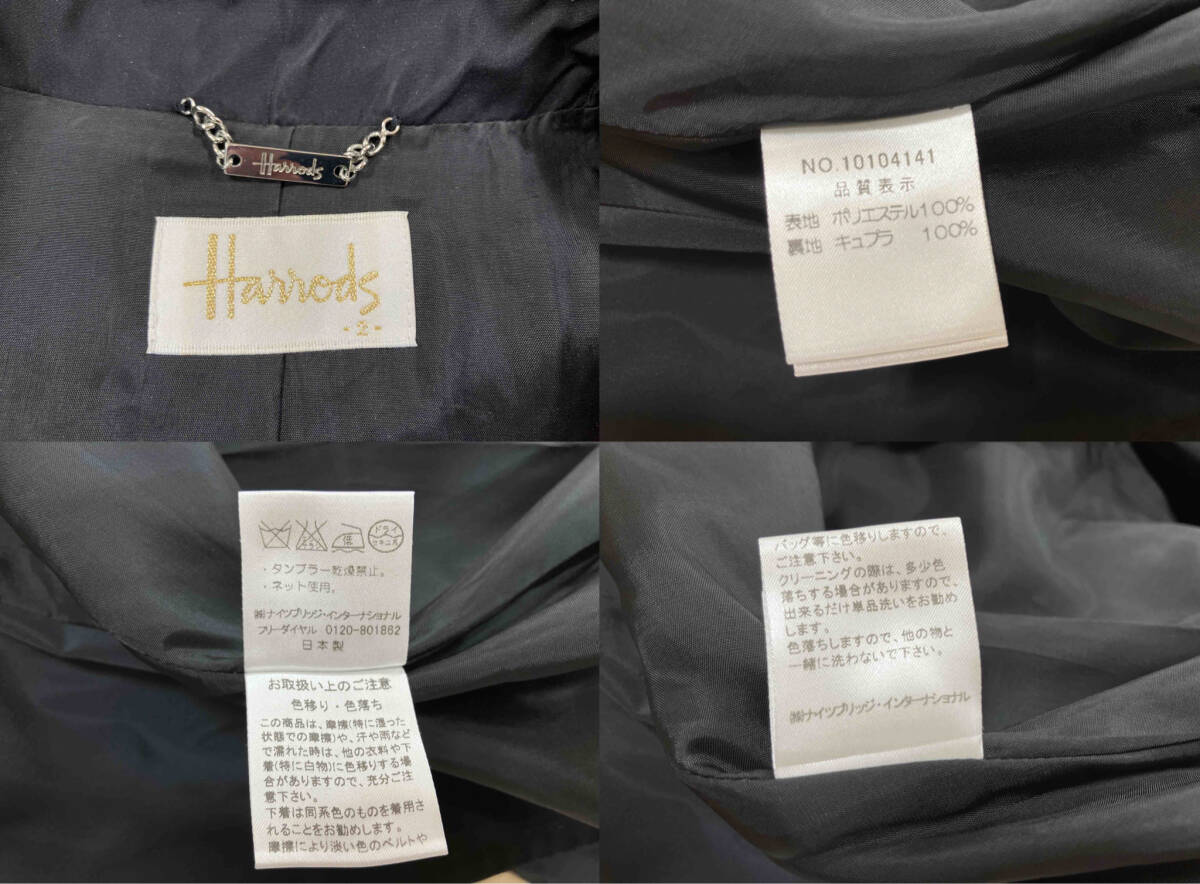 Harrods
Harrods
・2・
NO.10104141
品質表示
表地 ポリエステル100%
裏地 キュプラ 100%
低
ドライ
セキユ系
・タンブラー乾燥禁止。
・ネット使用。
㈱ナイツブリッジ・インターナショナル
フリーダイヤル 0120-801862
日本製
お取扱い上のご注意
色移り・色落ち
この商品は、摩擦(特に湿った
状態での摩擦)や、汗や雨など
で濡れた時は、他の衣料や下
着(特に白物)に色移りする場
合がありますので、充分ご注
意下さい。
下着は同系色のものを着用さ
れることをお勧めします。
摩擦により淡い色のベルトや
バッグ等に色移りしますので、
ご注意下さい。
クリーニングの際は、多少色
落ちする場合がありますので、
出来るだけ単品洗いをお勧め
します。
色落ちしますので、他の物と
一緒に洗わないで下さい。
㈱ナイツブリッジ・インターナショナル